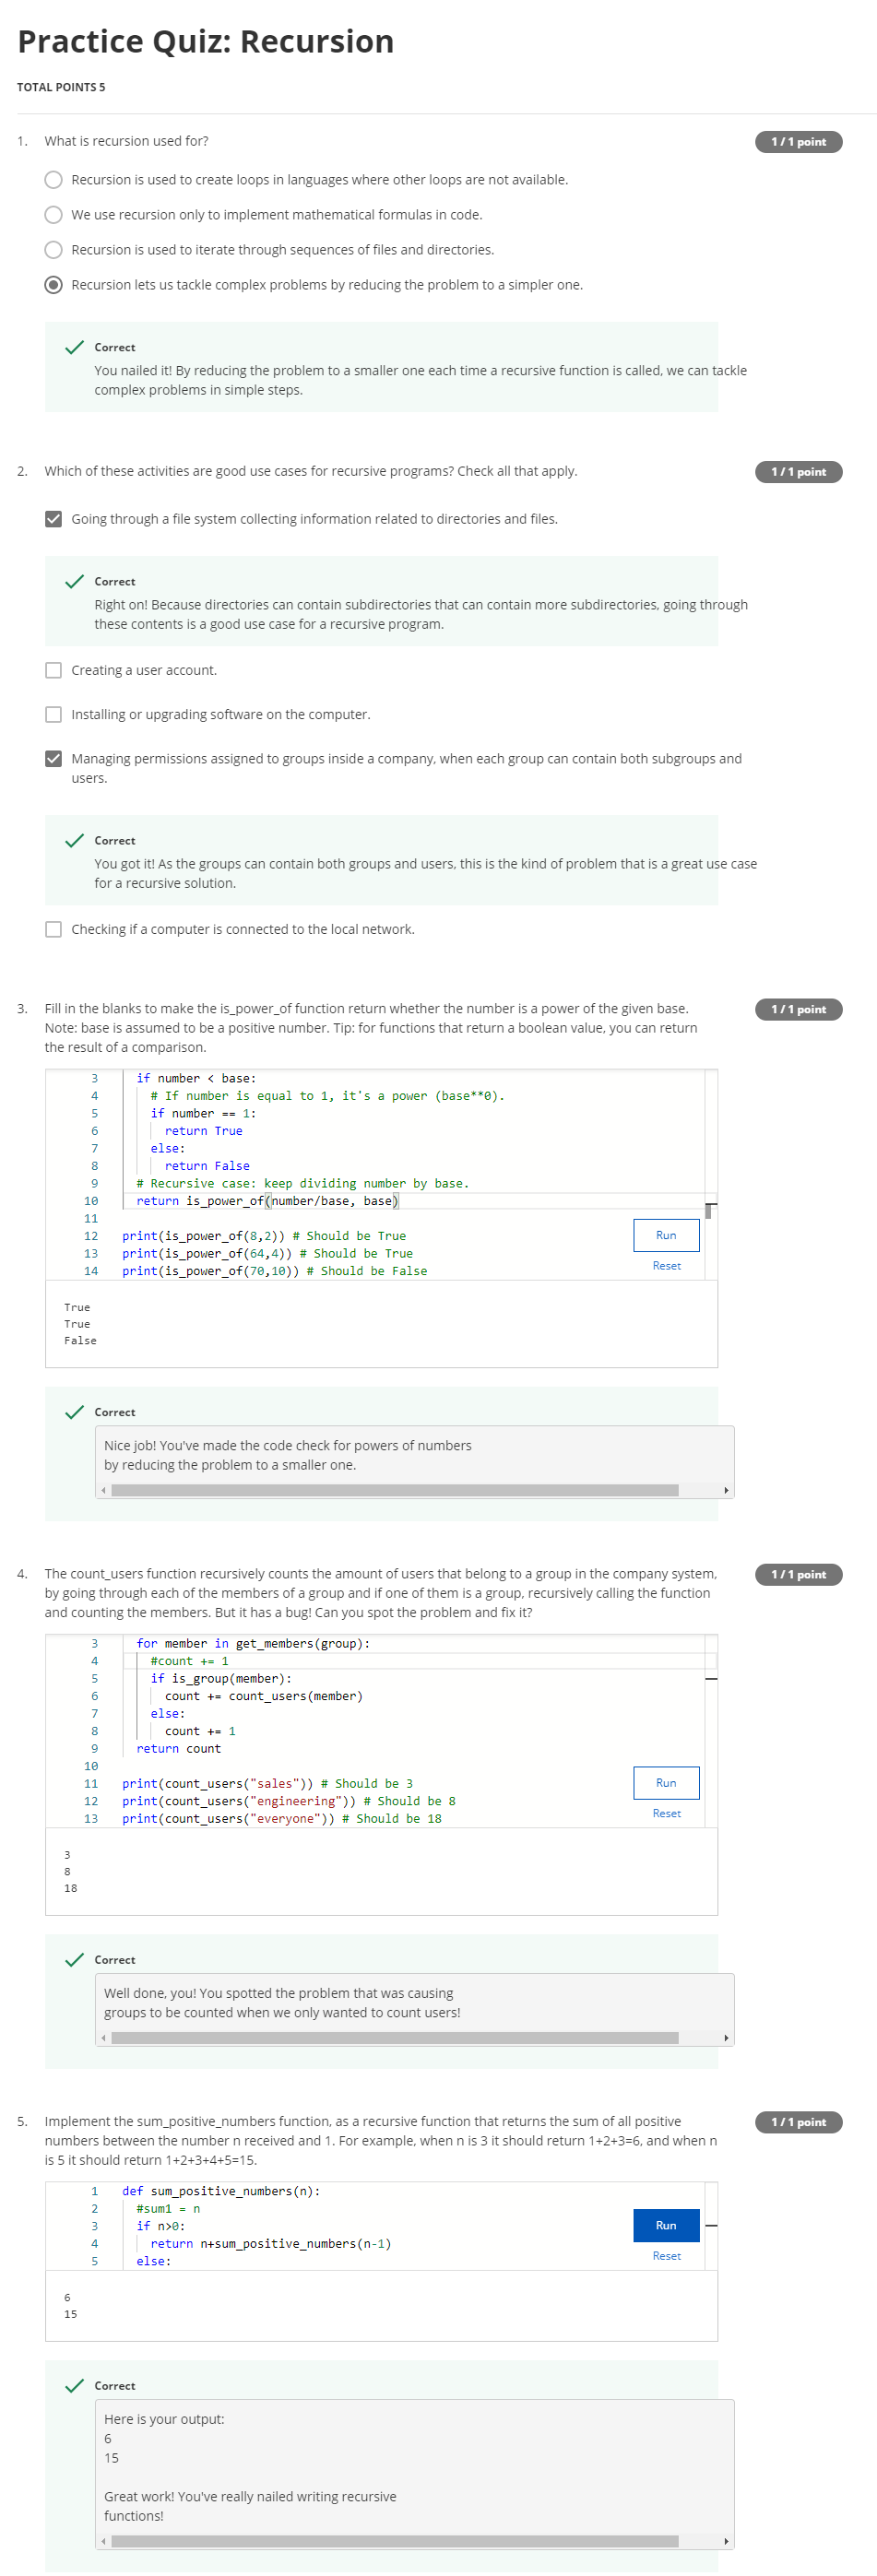 Practice Quiz: Recursion
TOTAL POINTS 5
1. What is recursion used for?
1 / 1 point
Recursion is used to create loops in languages where other loops are not available.
We use recursion only to implement mathematical formulas in code.
Recursion is used to iterate through sequences of files and directories.
Recursion lets us tackle complex problems by reducing the problem to a simpler one.
Correct
You nailed it! By reducing the problem to a smaller one each time a recursive function is called, we can tackle
complex problems in simple steps.
2. Which of these activities are good use cases for recursive programs? Check all that apply.
1 / 1 point
Going through a file system collecting information related to directories and files.
Correct
Right on! Because directories can contain subdirectories that can contain more subdirectories, going through
these contents is a good use case for a recursive program.
Creating a user account.
Installing or upgrading software on the computer.
Managing permissions assigned to groups inside a company, when each group can contain both subgroups and
users.
Correct
You got it! As the groups can contain both groups and users, this is the kind of problem that is a great use case
for a recursive solution.
Checking if a computer is connected to the local network.
3. Fill in the blanks to make the is_power_of function return whether the number is a power of the given base.
1 / 1 point
Note: base is assumed to be a positive number. Tip: for functions that return a boolean value, you can return
the result of a comparison.
3 if number < base:
4 # If number is equal to 1, it's a power (base**0).
5 if number == 1:
6 return True
7 else:
8 return False
9 # Recursive case: keep dividing number by base.
10 return is_power_of(number/base, base)
11
12 print(is_power_of(8,2)) # Should be True
13 print(is_power_of(64,4)) # Should be True
14 print(is_power_of(70,10)) # Should be False
Run
Reset
True
True
False
Correct
Nice job! You've made the code check for powers of numbers
by reducing the problem to a smaller one.
4. The count_users function recursively counts the amount of users that belong to a group in the company system,
1 / 1 point
by going through each of the members of a group and if one of them is a group, recursively calling the function
and counting the members. But it has a bug! Can you spot the problem and fix it?
3 for member in get_members(group):
4 #count += 1
5 if is_group(member):
6 count += count_users(member)
7 else:
8 count += 1
9 return count
10
11 print(count_users("sales")) # Should be 3
12 print(count_users("engineering")) # Should be 8
13 print(count_users("everyone")) # Should be 18
Run
Reset
3
8
18
Correct
Well done, you! You spotted the problem that was causing
groups to be counted when we only wanted to count users!
5. Implement the sum_positive_numbers function, as a recursive function that returns the sum of all positive
1 / 1 point
numbers between the number n received and 1. For example, when n is 3 it should return 1+2+3=6, and when n
is 5 it should return 1+2+3+4+5=15.
1 def sum_positive_numbers(n):
2 #sum1 = n
3 if n>0:
4 return n+sum_positive_numbers(n-1)
5 else:
Run
Reset
6
15
Correct
Here is your output:
6
15
Great work! You've really nailed writing recursive
functions!